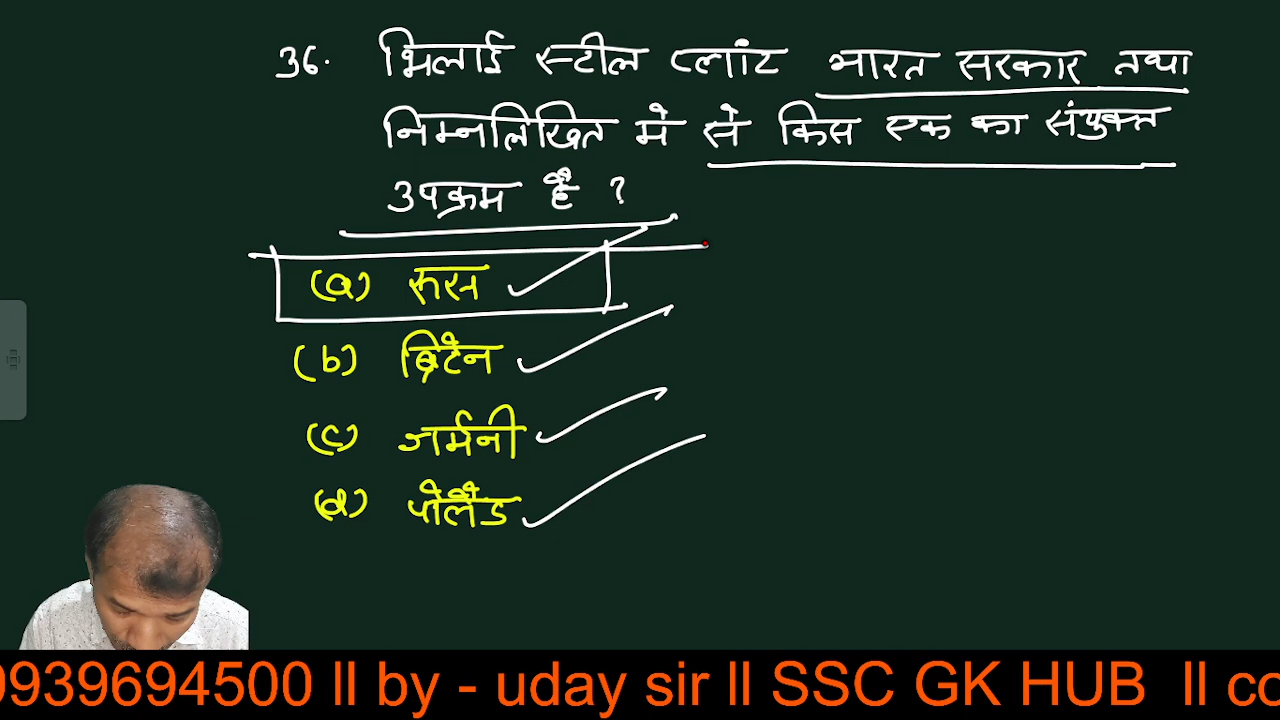 36. भिलाई स्टील प्लांट भारत सरकार तथा
निम्नलिखित मे से किस एक का संयुक्त
उपक्रम है ?
(a) रूस
(b) ब्रिटेन
(c) जर्मनी
(d) पोलैंड
9939694500 ll by - uday sir ll SSC GK HUB ll co